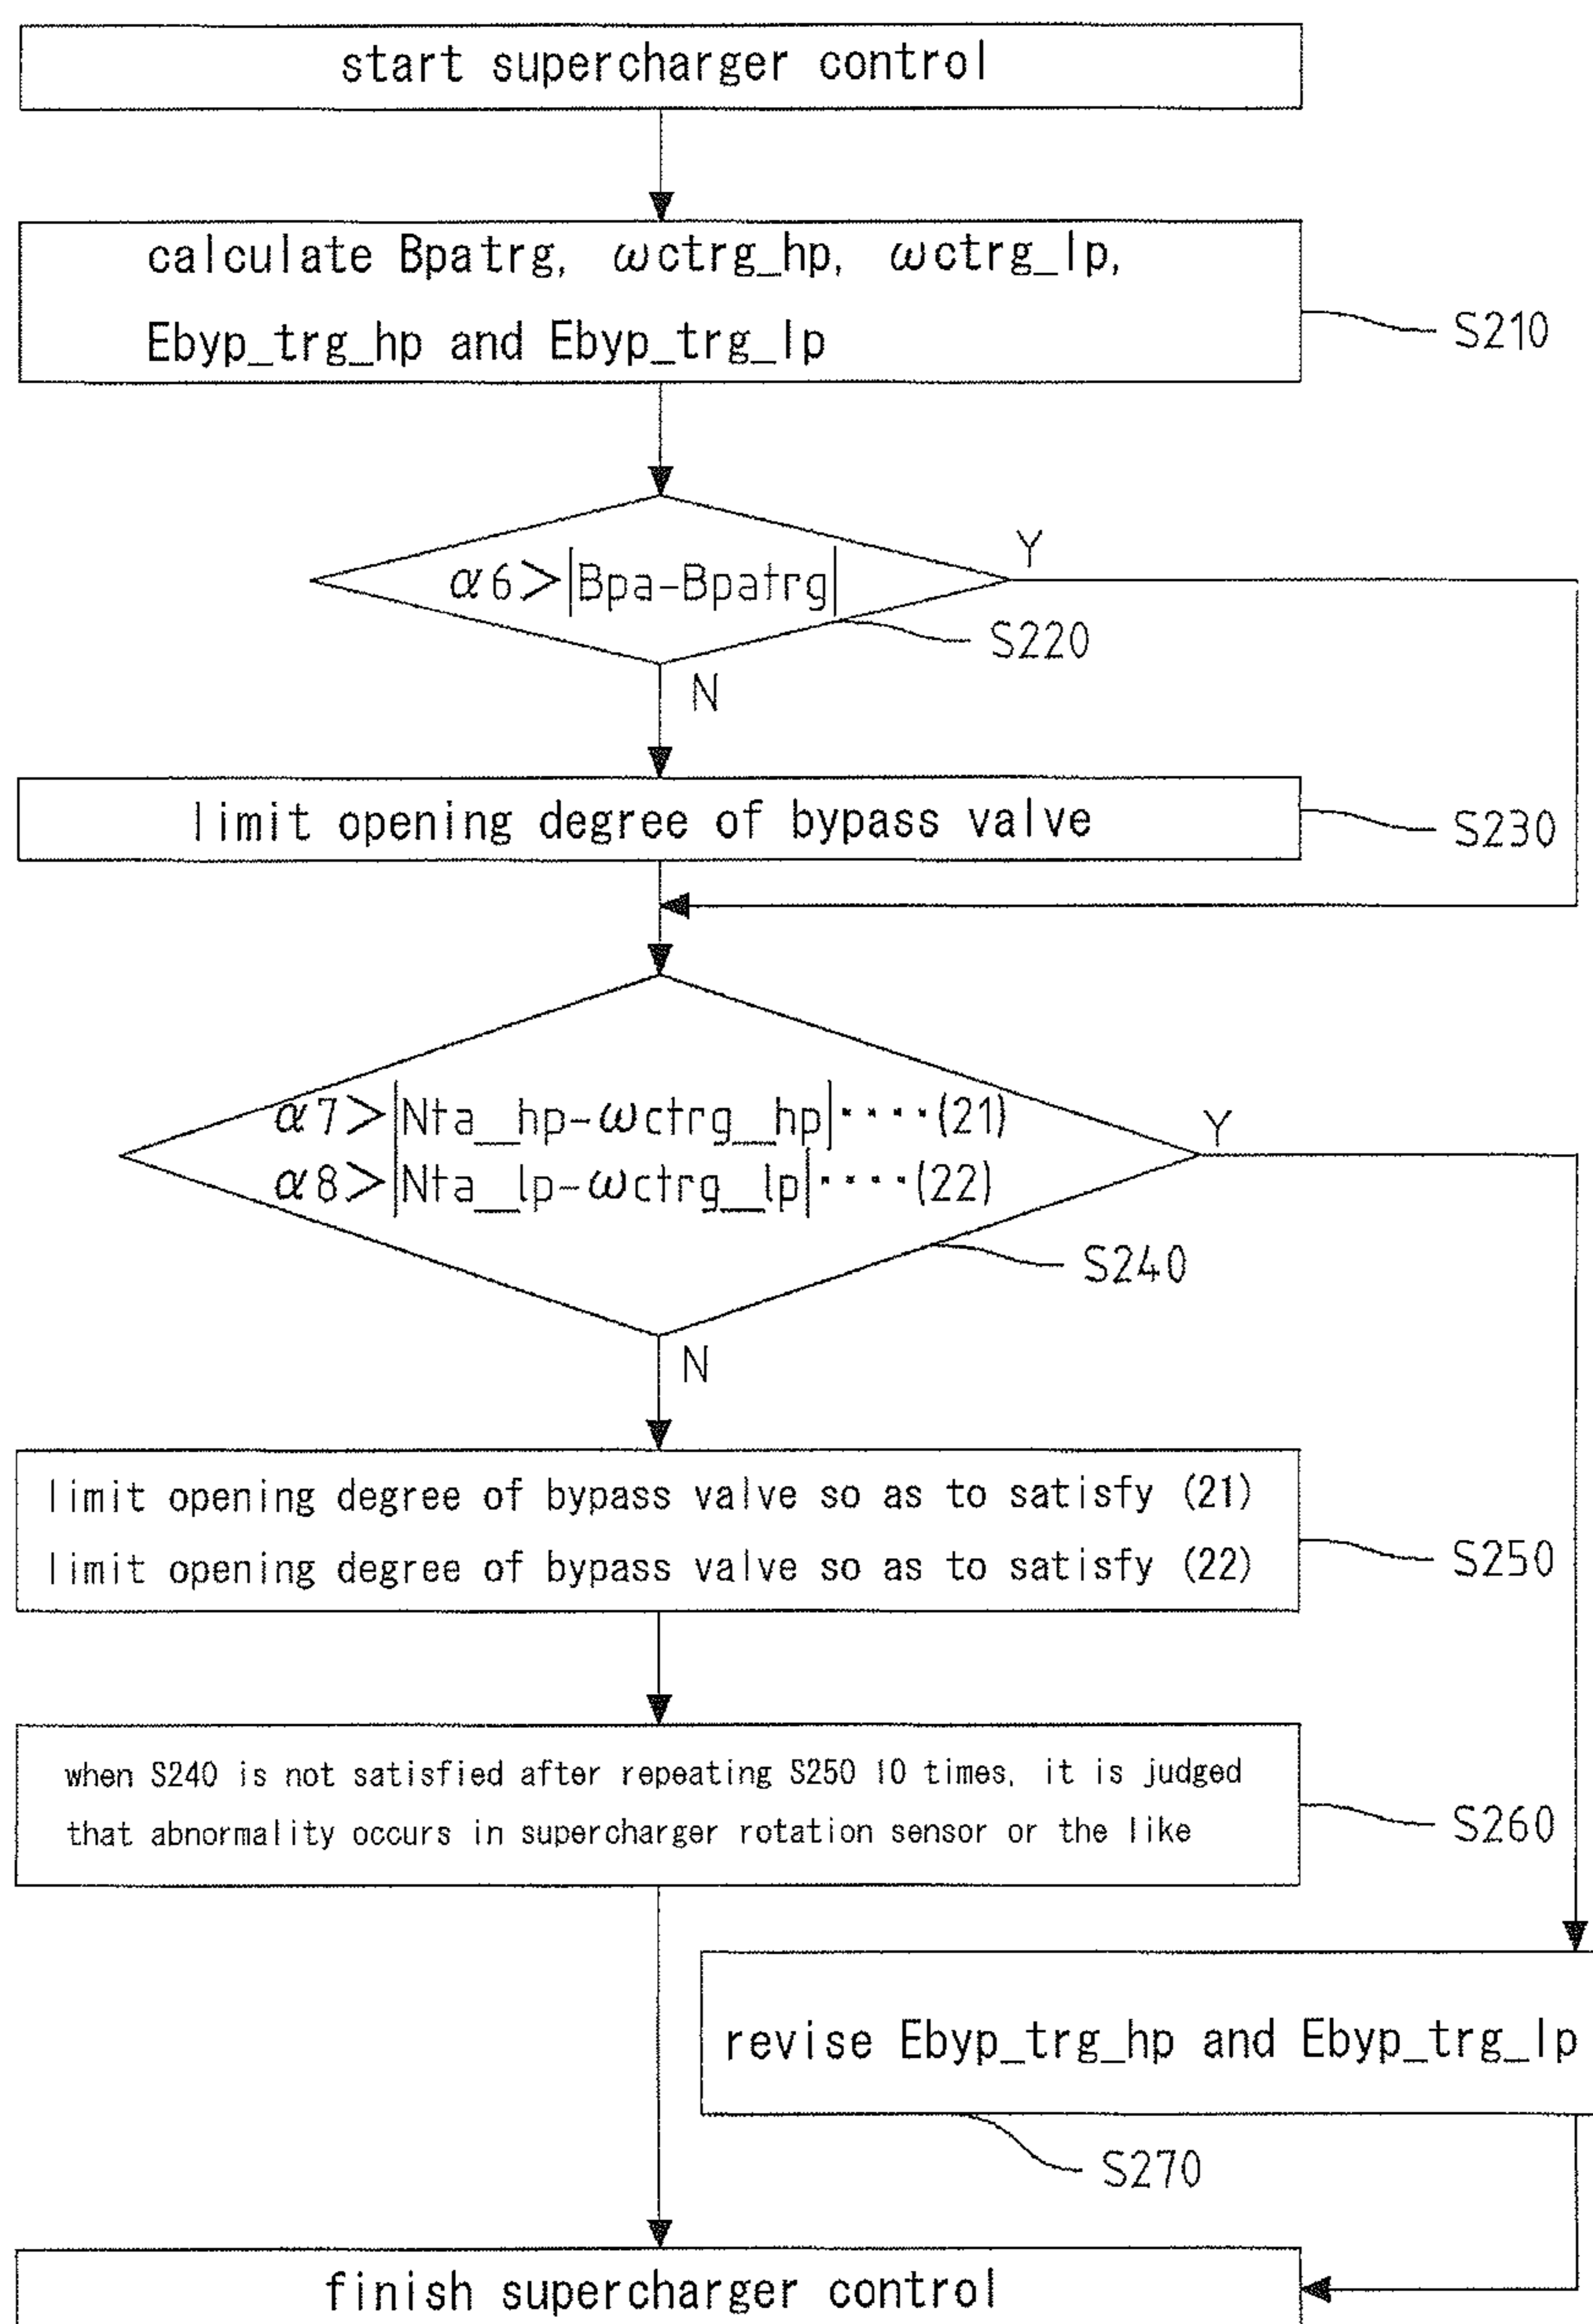 start supercharger control
calculate Bpatrg, ωctrg_hp, ωctrg_lp,
Ebyp_trg_hp and Ebyp_trg_lp
S210
α6>|Bpa-Bpatrg|
Y
S220
N
limit opening degree of bypass valve
S230
α7>|Nta_hp-ωctrg_hp|････(21)
Y
α8>|Nta_lp-ωctrg_lp|････(22)
S240
N
limit opening degree of bypass valve so as to satisfy (21)
limit opening degree of bypass valve so as to satisfy (22)
S250
when S240 is not satisfied after repeating S250 10 times, it is judged
that abnormality occurs in supercharger rotation sensor or the like
S260
revise Ebyp_trg_hp and Ebyp_trg_lp
S270
finish supercharger control